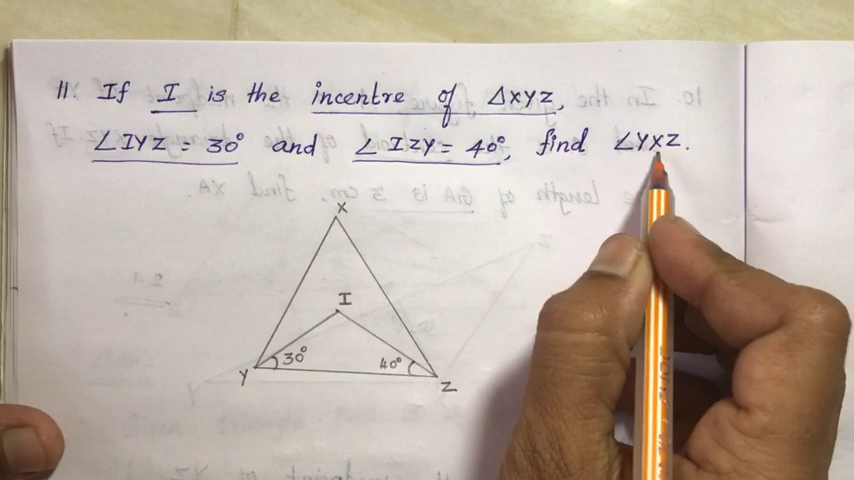 11. If I is the incentre of ΔXYZ,
∠IYZ = 30° and ∠IZY = 40°, find ∠YXZ.
X
I
30°
40°
Y
Z